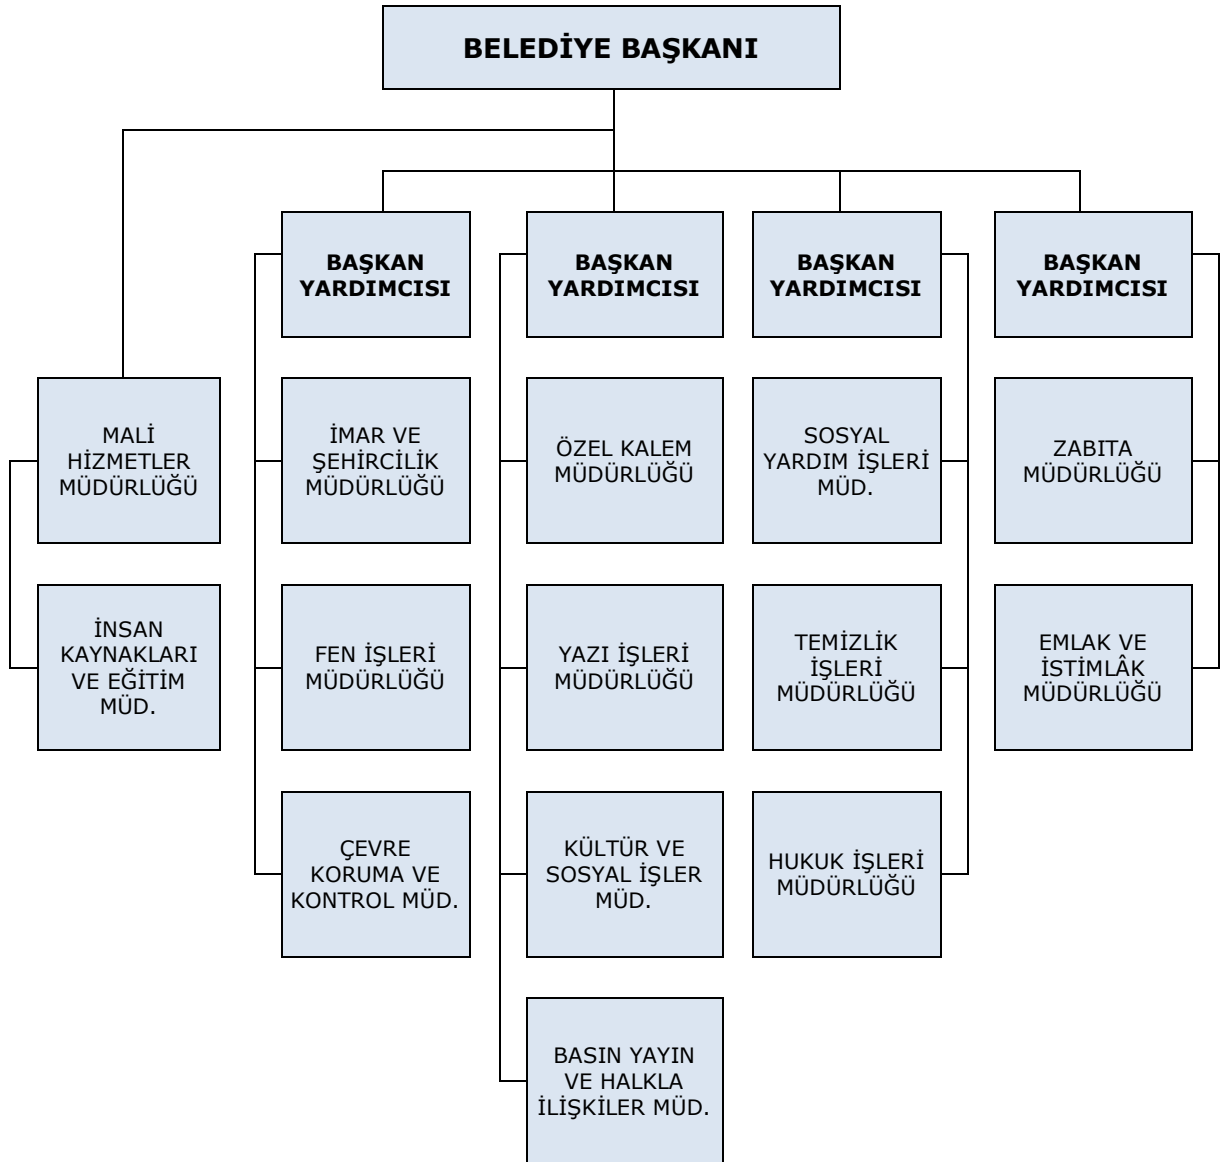 BELEDİYE BAŞKANI
BAŞKAN
YARDIMCISI
BAŞKAN
YARDIMCISI
BAŞKAN
YARDIMCISI
BAŞKAN
YARDIMCISI
MALİ
HİZMETLER
MÜDÜRLÜĞÜ
İMAR VE
ŞEHİRCİLİK
MÜDÜRLÜĞÜ
ÖZEL KALEM
MÜDÜRLÜĞÜ
SOSYAL
YARDIM İŞLERİ
MÜD.
ZABITA
MÜDÜRLÜĞÜ
İNSAN
KAYNAKLARI
VE EĞİTİM
MÜD.
FEN İŞLERİ
MÜDÜRLÜĞÜ
YAZI İŞLERİ
MÜDÜRLÜĞÜ
TEMİZLİK
İŞLERİ
MÜDÜRLÜĞÜ
EMLAK VE
İSTİMLÂK
MÜDÜRLÜĞÜ
ÇEVRE
KORUMA VE
KONTROL MÜD.
KÜLTÜR VE
SOSYAL İŞLER
MÜD.
HUKUK İŞLERİ
MÜDÜRLÜĞÜ
BASIN YAYIN
VE HALKLA
İLİŞKİLER MÜD.